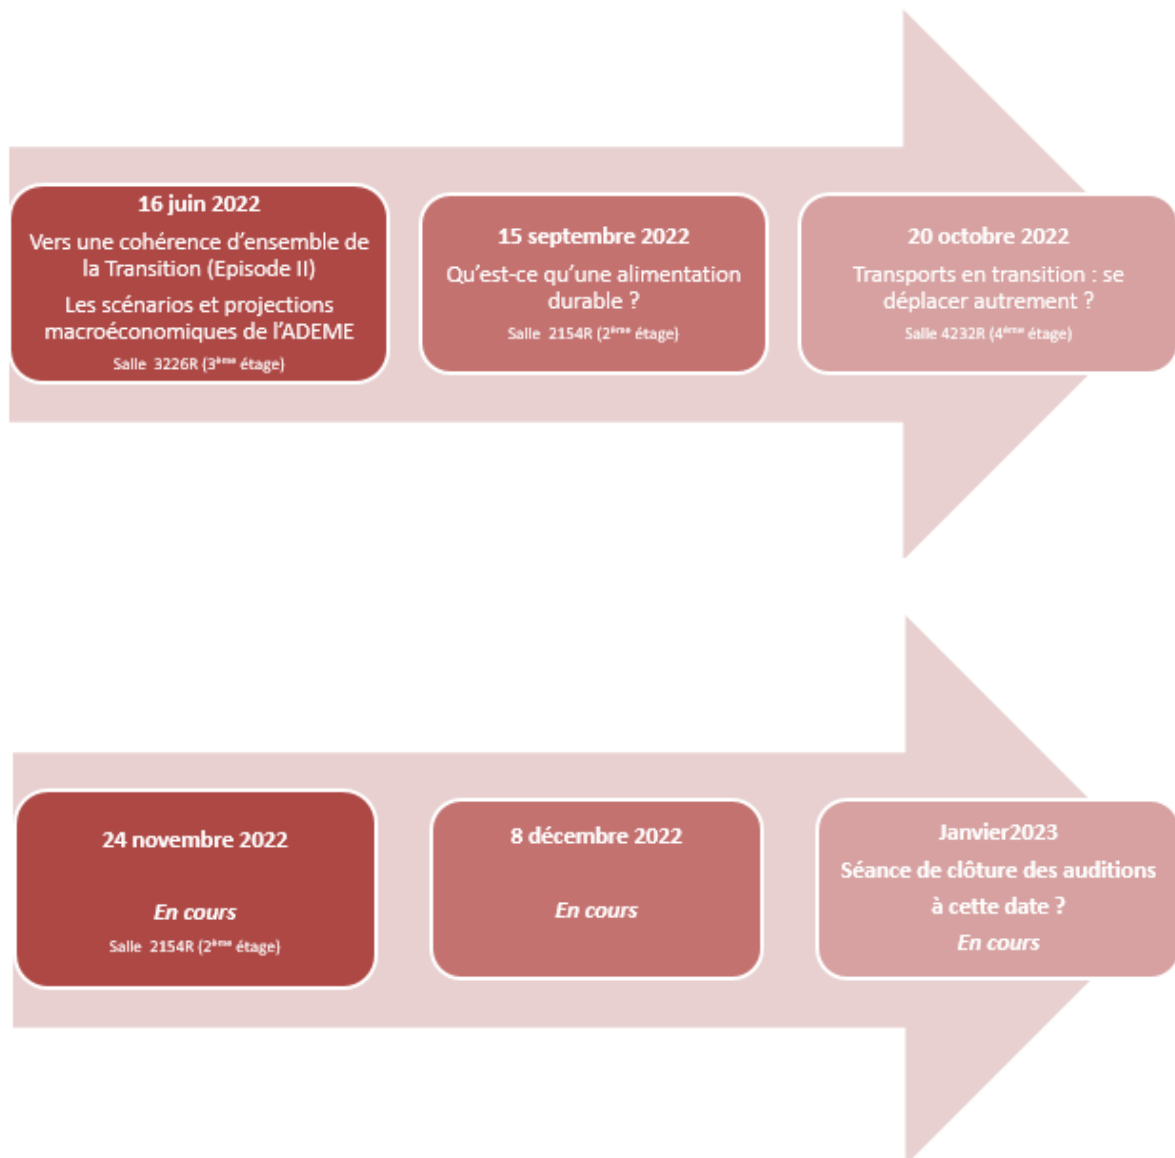 16 juin 2022
Vers une cohérence d'ensemble de
la Transition (Episode II)
Les scénarios et projections
macroéconomiques de l'ADEME
Salle 3226R (3ème étage)
15 septembre 2022
Qu'est-ce qu'une alimentation
durable ?
Salle 2154R (2ème étage)
20 octobre 2022
Transports en transition : se
déplacer autrement ?
Salle 4232R (4ème étage)
24 novembre 2022
En cours
Salle 2154R (2ème étage)
8 décembre 2022
En cours
Janvier2023
Séance de clôture des auditions
à cette date ?
En cours